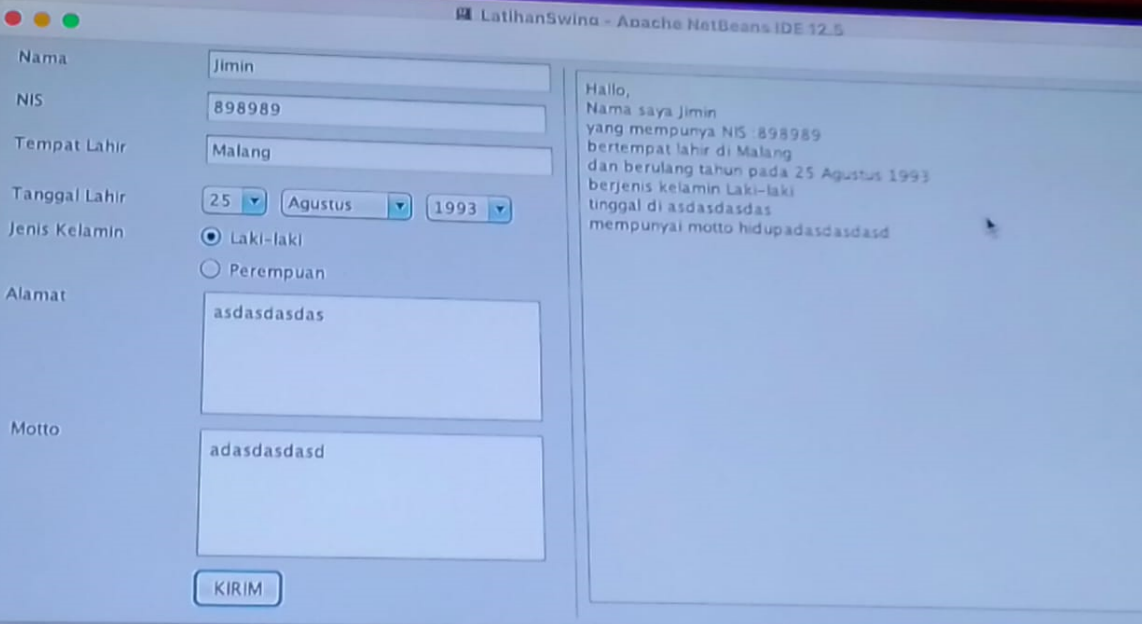 LatihanSwing - Apache NetBeans IDE 12.5
Nama
Jimin
NIS
898989
Tempat Lahir
Malang
Tanggal Lahir
25
Agustus
1993
Jenis Kelamin
Laki-laki
Perempuan
Alamat
asdasdasdas
Motto
adasdasdasd
KIRIM
Hallo,
Nama saya Jimin
yang mempunya NIS :898989
bertempat lahir di Malang
dan berulang tahun pada 25 Agustus 1993
berjenis kelamin Laki-laki
tinggal di asdasdasdas
mempunyai motto hidupadasdasdasd